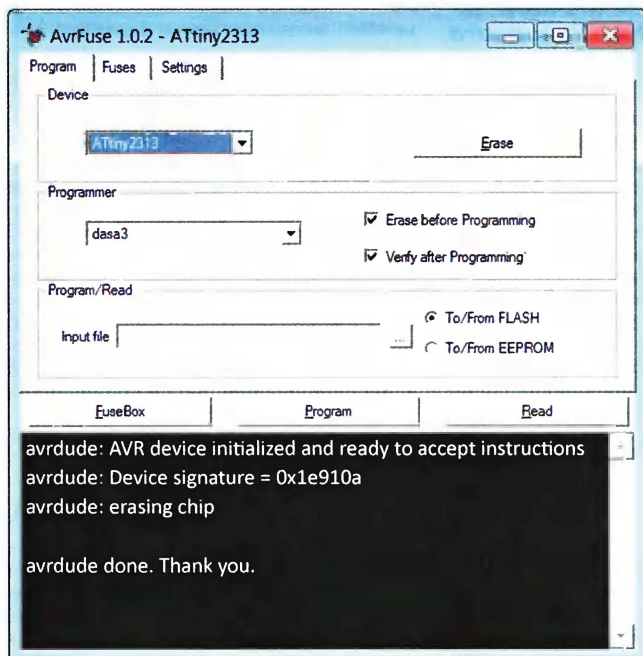 AvrFuse 1.0.2 - ATtiny2313
Program Fuses Settings
Device
ATtiny2313
Erase
Programmer
dasa3
Erase before Programming
Verify after Programming
Program/Read
Input file
...
To/From FLASH
To/From EEPROM
FuseBox Program Read
avrdude: AVR device initialized and ready to accept instructions
avrdude: Device signature = 0x1e910a
avrdude: erasing chip
avrdude done. Thank you.